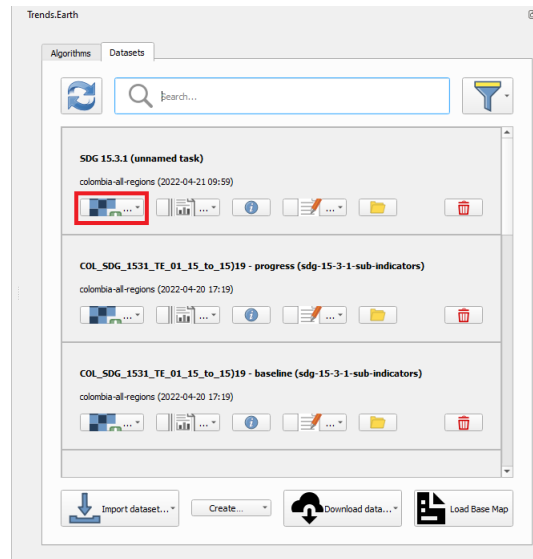 Trends.Earth
Algorithms Datasets
Search...
SDG 15.3.1 (unnamed task)
colombia-all-regions (2022-04-21 09:59)
... ... ...
COL_SDG_1531_TE_01_15_to_15)19 - progress (sdg-15-3-1-sub-indicators)
colombia-all-regions (2022-04-20 17:19)
... ... ...
COL_SDG_1531_TE_01_15_to_15)19 - baseline (sdg-15-3-1-sub-indicators)
colombia-all-regions (2022-04-20 17:19)
... ... ...
Import dataset... Create... Download data... Load Base Map